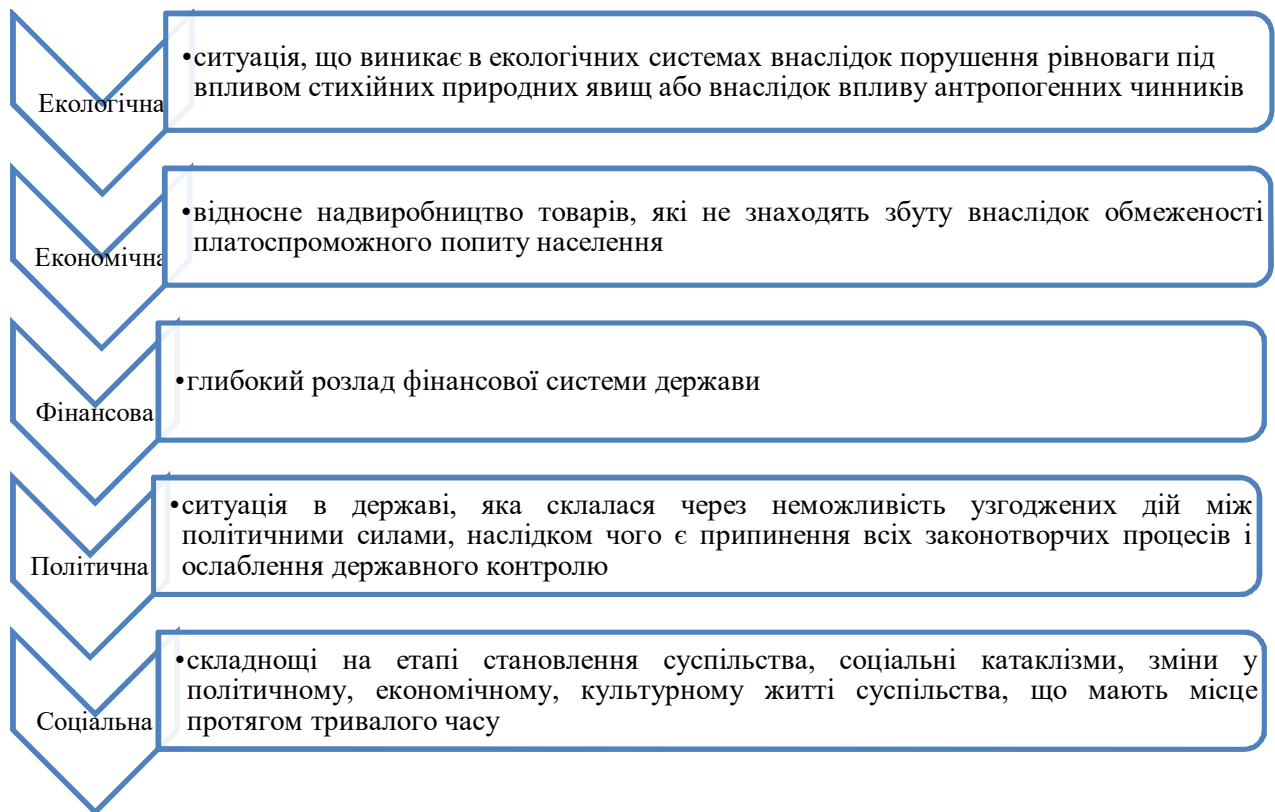 Екологічна
•ситуація, що виникає в екологічних системах внаслідок порушення рівноваги під
впливом стихійних природних явищ або внаслідок впливу антропогенних чинників
Економічна
•відносне надвиробництво товарів, які не знаходять збуту внаслідок обмеженості
платоспроможного попиту населення
Фінансова
•глибокий розлад фінансової системи держави
Політична
•ситуація в державі, яка склалася через неможливість узгоджених дій між
політичними силами, наслідком чого є припинення всіх законотворчих процесів і
ослаблення державного контролю
Соціальна
•складнощі на етапі становлення суспільства, соціальні катаклізми, зміни у
політичному, економічному, культурному житті суспільства, що мають місце
протягом тривалого часу